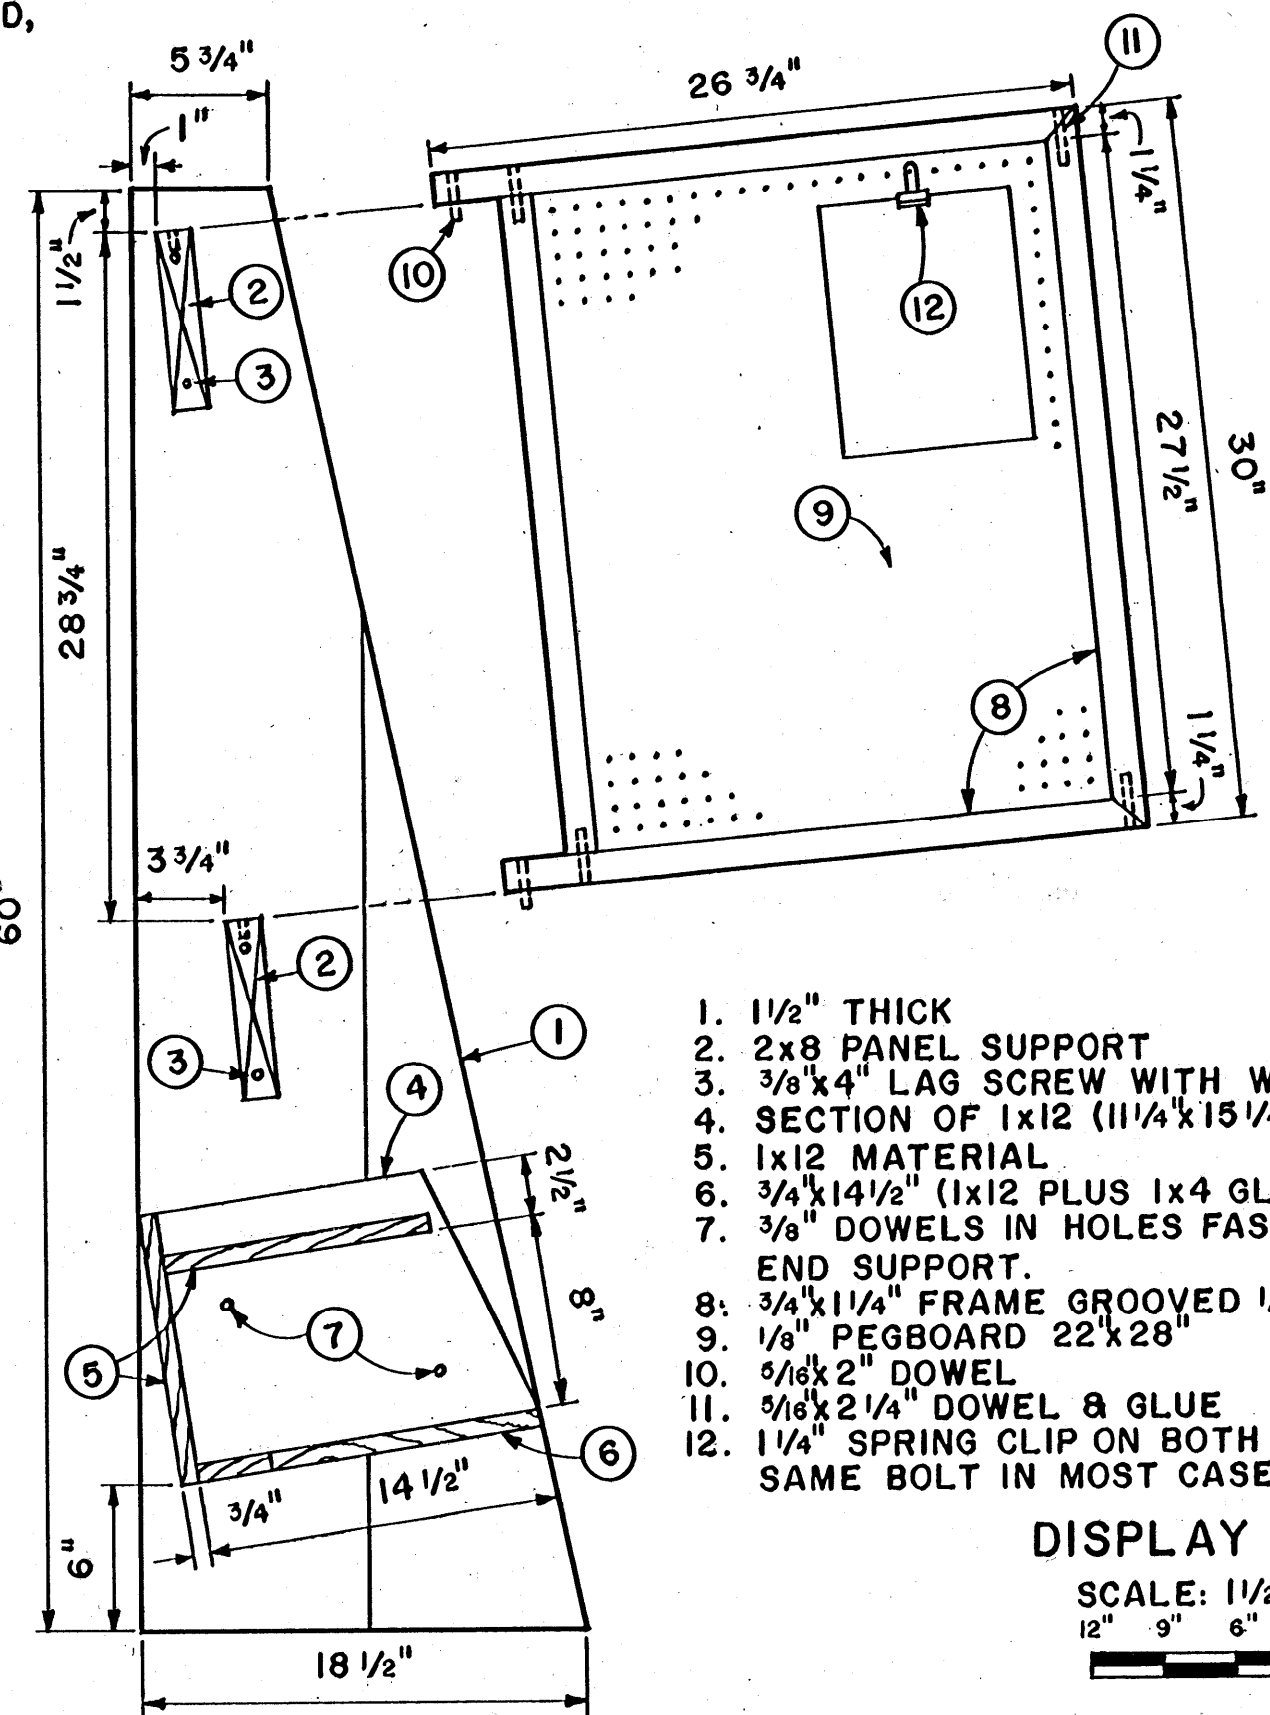 D,
5 3/4"
1"
26 3/4"
11
1 1/4"
1 1/2"
2
3
10
12
28 3/4"
9
27 1/2"
30"
8
1 1/4"
3 3/4"
60"
2
3
1
4
2 1/2"
8"
7
5
6
14 1/2"
3/4"
6"
18 1/2"
1. 1 1/2" THICK
2. 2x8 PANEL SUPPORT
3. 3/8"x4" LAG SCREW WITH W
4. SECTION OF 1x12 (11 1/4"x15 1/4
5. 1x12 MATERIAL
6. 3/4"x14 1/2" (1x12 PLUS 1x4 GL
7. 3/8" DOWELS IN HOLES FAS
END SUPPORT.
8. 3/4"x1 1/4" FRAME GROOVED 1/
9. 1/8" PEGBOARD 22"x28"
10. 5/16"x2" DOWEL
11. 5/16"x2 1/4" DOWEL & GLUE
12. 1 1/4" SPRING CLIP ON BOTH
SAME BOLT IN MOST CASE
DISPLAY
SCALE: 1 1/2
12" 9" 6"